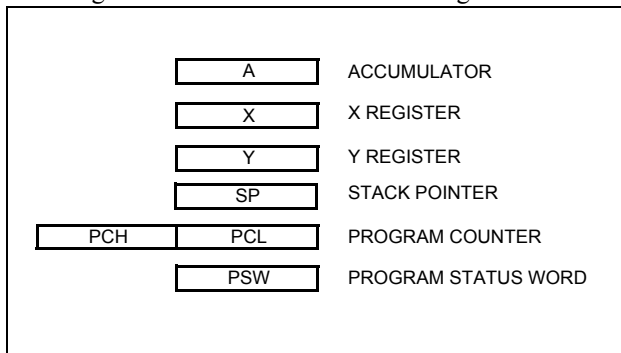 A ACCUMULATOR
X X REGISTER
Y Y REGISTER
SP STACK POINTER
PCH PCL PROGRAM COUNTER
PSW PROGRAM STATUS WORD